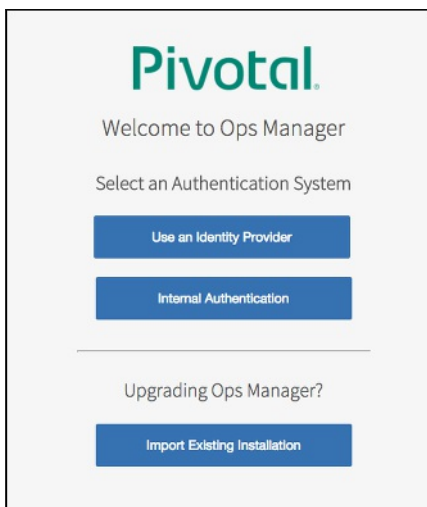 Pivotal.
Welcome to Ops Manager
Select an Authentication System
Use an Identity Provider
Internal Authentication
Upgrading Ops Manager?
Import Existing Installation